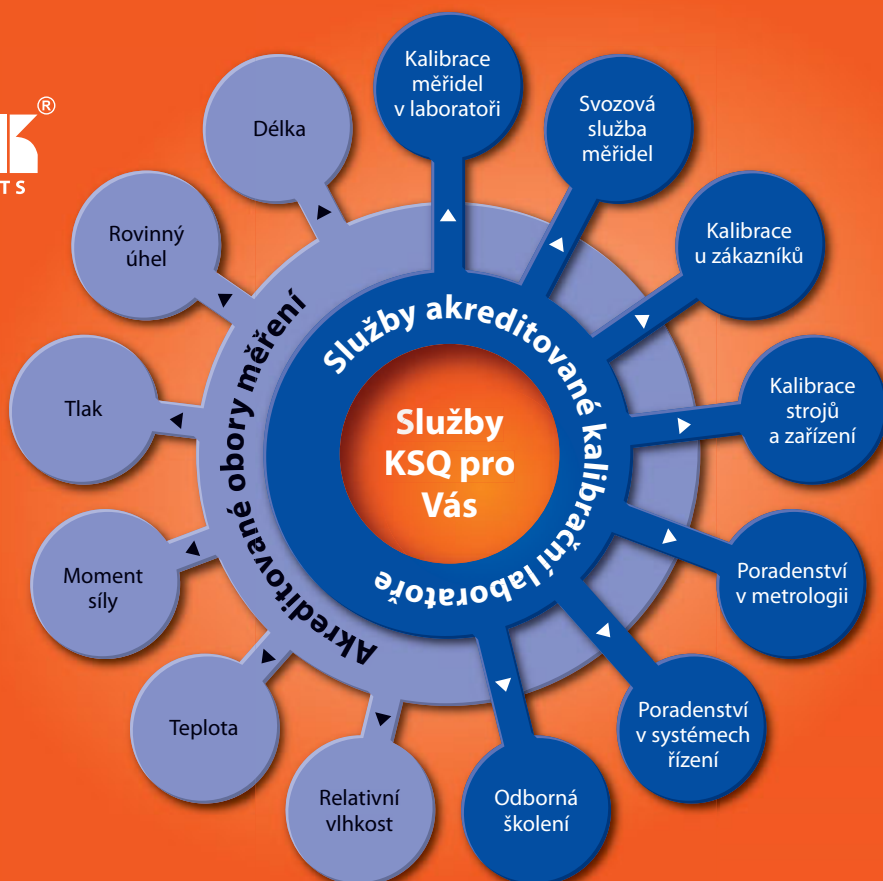 ®
TS
Služby
KSQ pro
Vás
Služby akreditované kalibrační laboratoře
Akreditované obory měření
Kalibrace
měřidel
v laboratoři
Svozová
služba
měřidel
Kalibrace
u zákazníků
Kalibrace
strojů
a zařízení
Poradenství
v metrologii
Poradenství
v systémech
řízení
Odborná
školení
Relativní
vlhkost
Teplota
Moment
síly
Tlak
Rovinný
úhel
Délka